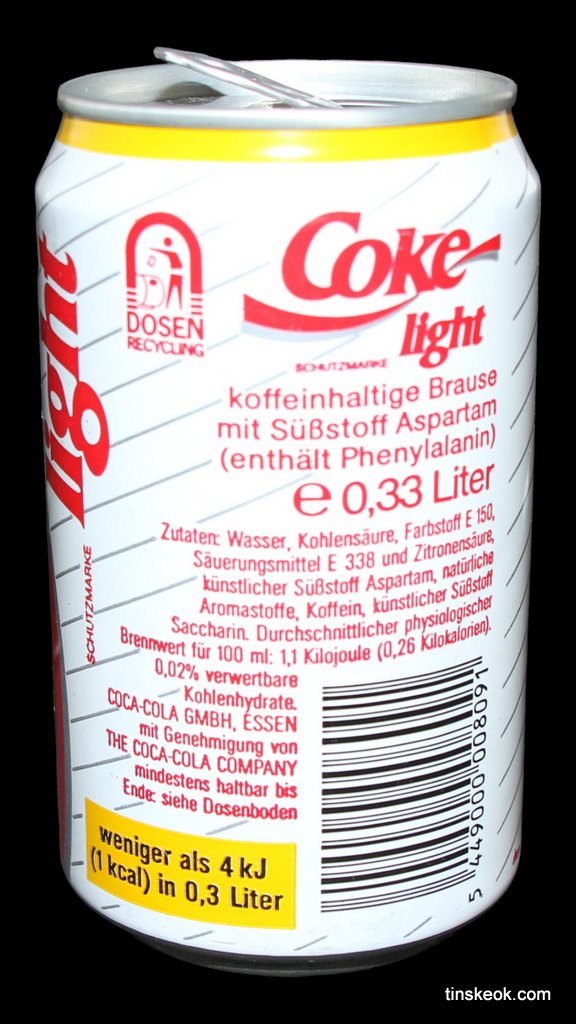 light
SCHUTZMARKE
DOSEN
RECYCLING
Coke
light
SCHUTZMARKE
koffeinhaltige Brause
mit Süßstoff Aspartam
(enthält Phenylalanin)
℮ 0,33 Liter
Zutaten: Wasser, Kohlensäure, Farbstoff E 150,
Säuerungsmittel E 338 und Zitronensäure,
künstlicher Süßstoff Aspartam, natürliche
Aromastoffe, Koffein, künstlicher Süßstoff
Saccharin. Durchschnittlicher physiologischer
Brennwert für 100 ml: 1,1 Kilojoule (0,26 Kilokalorien).
0,02% verwertbare
Kohlenhydrate.
COCA-COLA GMBH, ESSEN
mit Genehmigung von
THE COCA-COLA COMPANY
mindestens haltbar bis
Ende: siehe Dosenboden
weniger als 4 kJ
(1 kcal) in 0,3 Liter
5 449000 008091
tinskeok.com